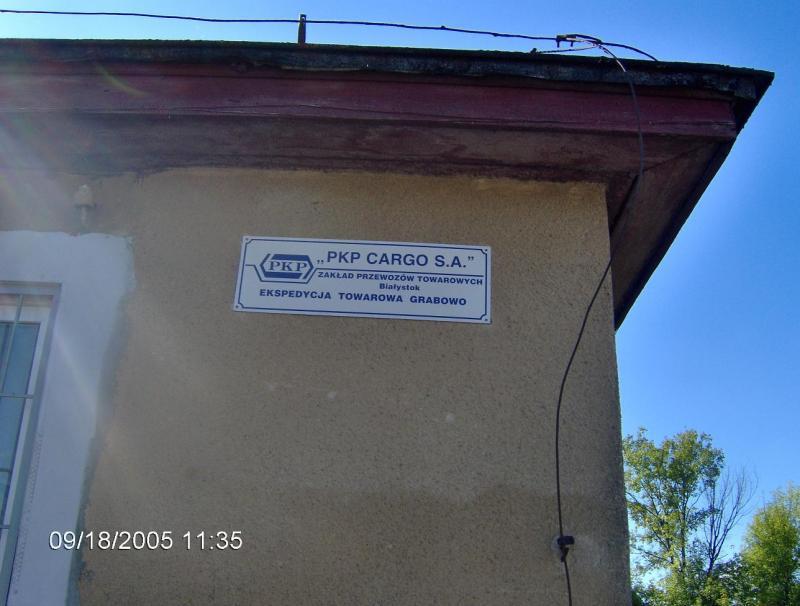 PKP
„PKP CARGO S.A.”
ZAKŁAD PRZEWOZÓW TOWAROWYCH
Białystok
EKSPEDYCJA TOWAROWA GRABOWO
09/18/2005 11:35